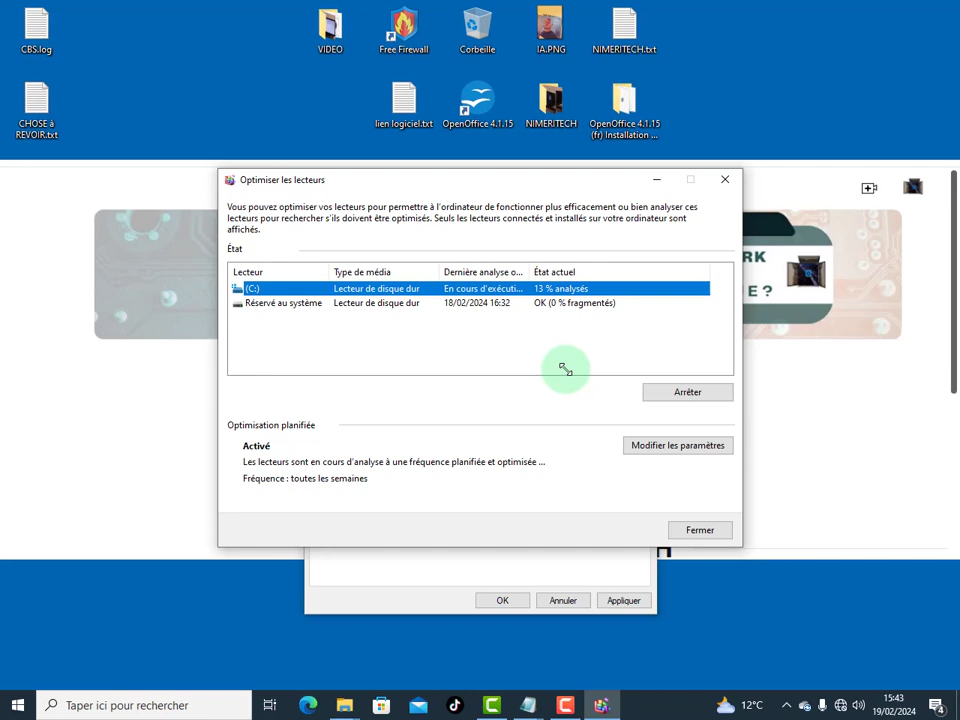 CBS.log
VIDEO
Free Firewall
Corbeille
IA.PNG
NIMERITECH.txt
CHOSE à
REVOIR.txt
lien logiciel.txt
OpenOffice 4.1.15
NIMERITECH
OpenOffice 4.1.15
(fr) Installation ...
Optimiser les lecteurs
Vous pouvez optimiser vos lecteurs pour permettre à l'ordinateur de fonctionner plus efficacement ou bien analyser ces
lecteurs pour rechercher s'ils doivent être optimisés. Seuls les lecteurs connectés et installés sur votre ordinateur sont
affichés.
État
Lecteur Type de média Dernière analyse o... État actuel
(C:) Lecteur de disque dur En cours d'exécuti... 13 % analysés
Réservé au système Lecteur de disque dur 18/02/2024 16:32 OK (0 % fragmentés)
RK
E?
Arrêter
Optimisation planifiée
Activé
Modifier les paramètres
Les lecteurs sont en cours d'analyse à une fréquence planifiée et optimisée ...
Fréquence : toutes les semaines
Fermer
OK Annuler Appliquer
Taper ici pour rechercher
12°C
15:43
19/02/2024
4